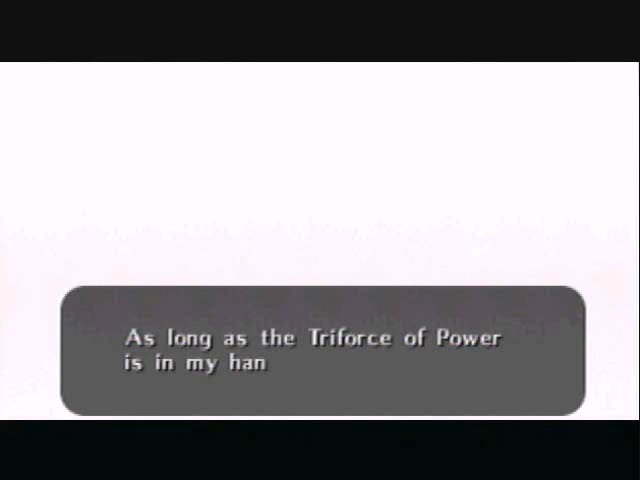 As long as the Triforce of Power
is in my han